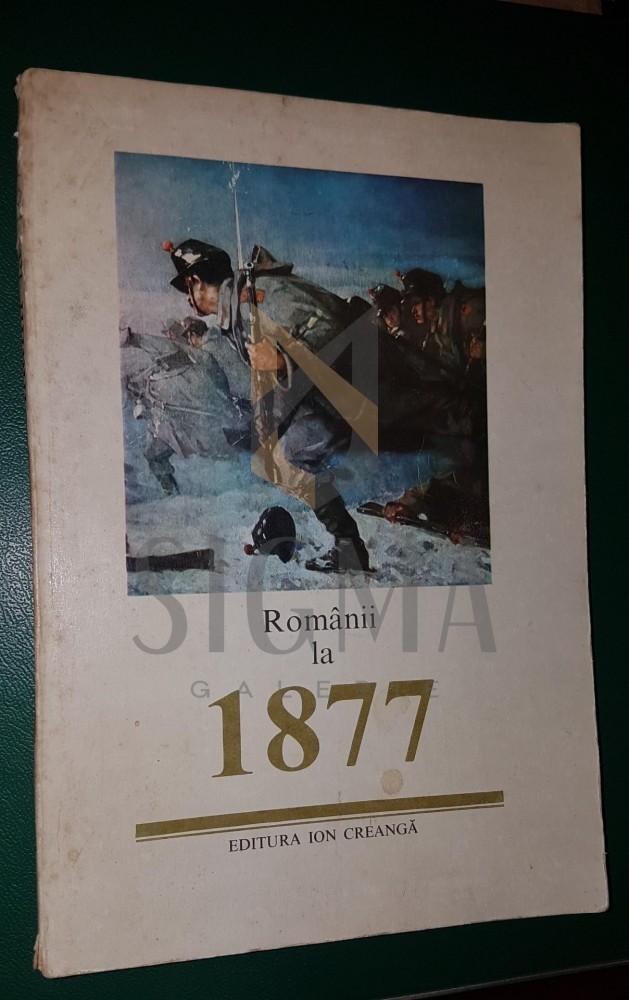 Românii
la
SIGMA
GALERIE
1877
EDITURA ION CREANGĂ